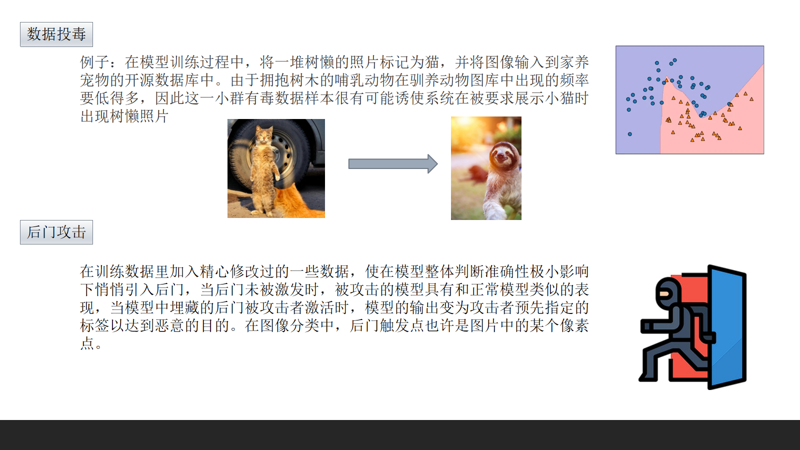 数据投毒
例子：在模型训练过程中，将一堆树懒的照片标记为猫，并将图像输入到家养
宠物的开源数据库中。由于拥抱树木的哺乳动物在驯养动物图库中出现的频率
要低得多，因此这一小群有毒数据样本很有可能诱使系统在被要求展示小猫时
出现树懒照片
后门攻击
在训练数据里加入精心修改过的一些数据，使在模型整体判断准确性极小影响
下悄悄引入后门，当后门未被激发时，被攻击的模型具有和正常模型类似的表
现，当模型中埋藏的后门被攻击者激活时，模型的输出变为攻击者预先指定的
标签以达到恶意的目的。在图像分类中，后门触发点也许是图片中的某个像素
点。